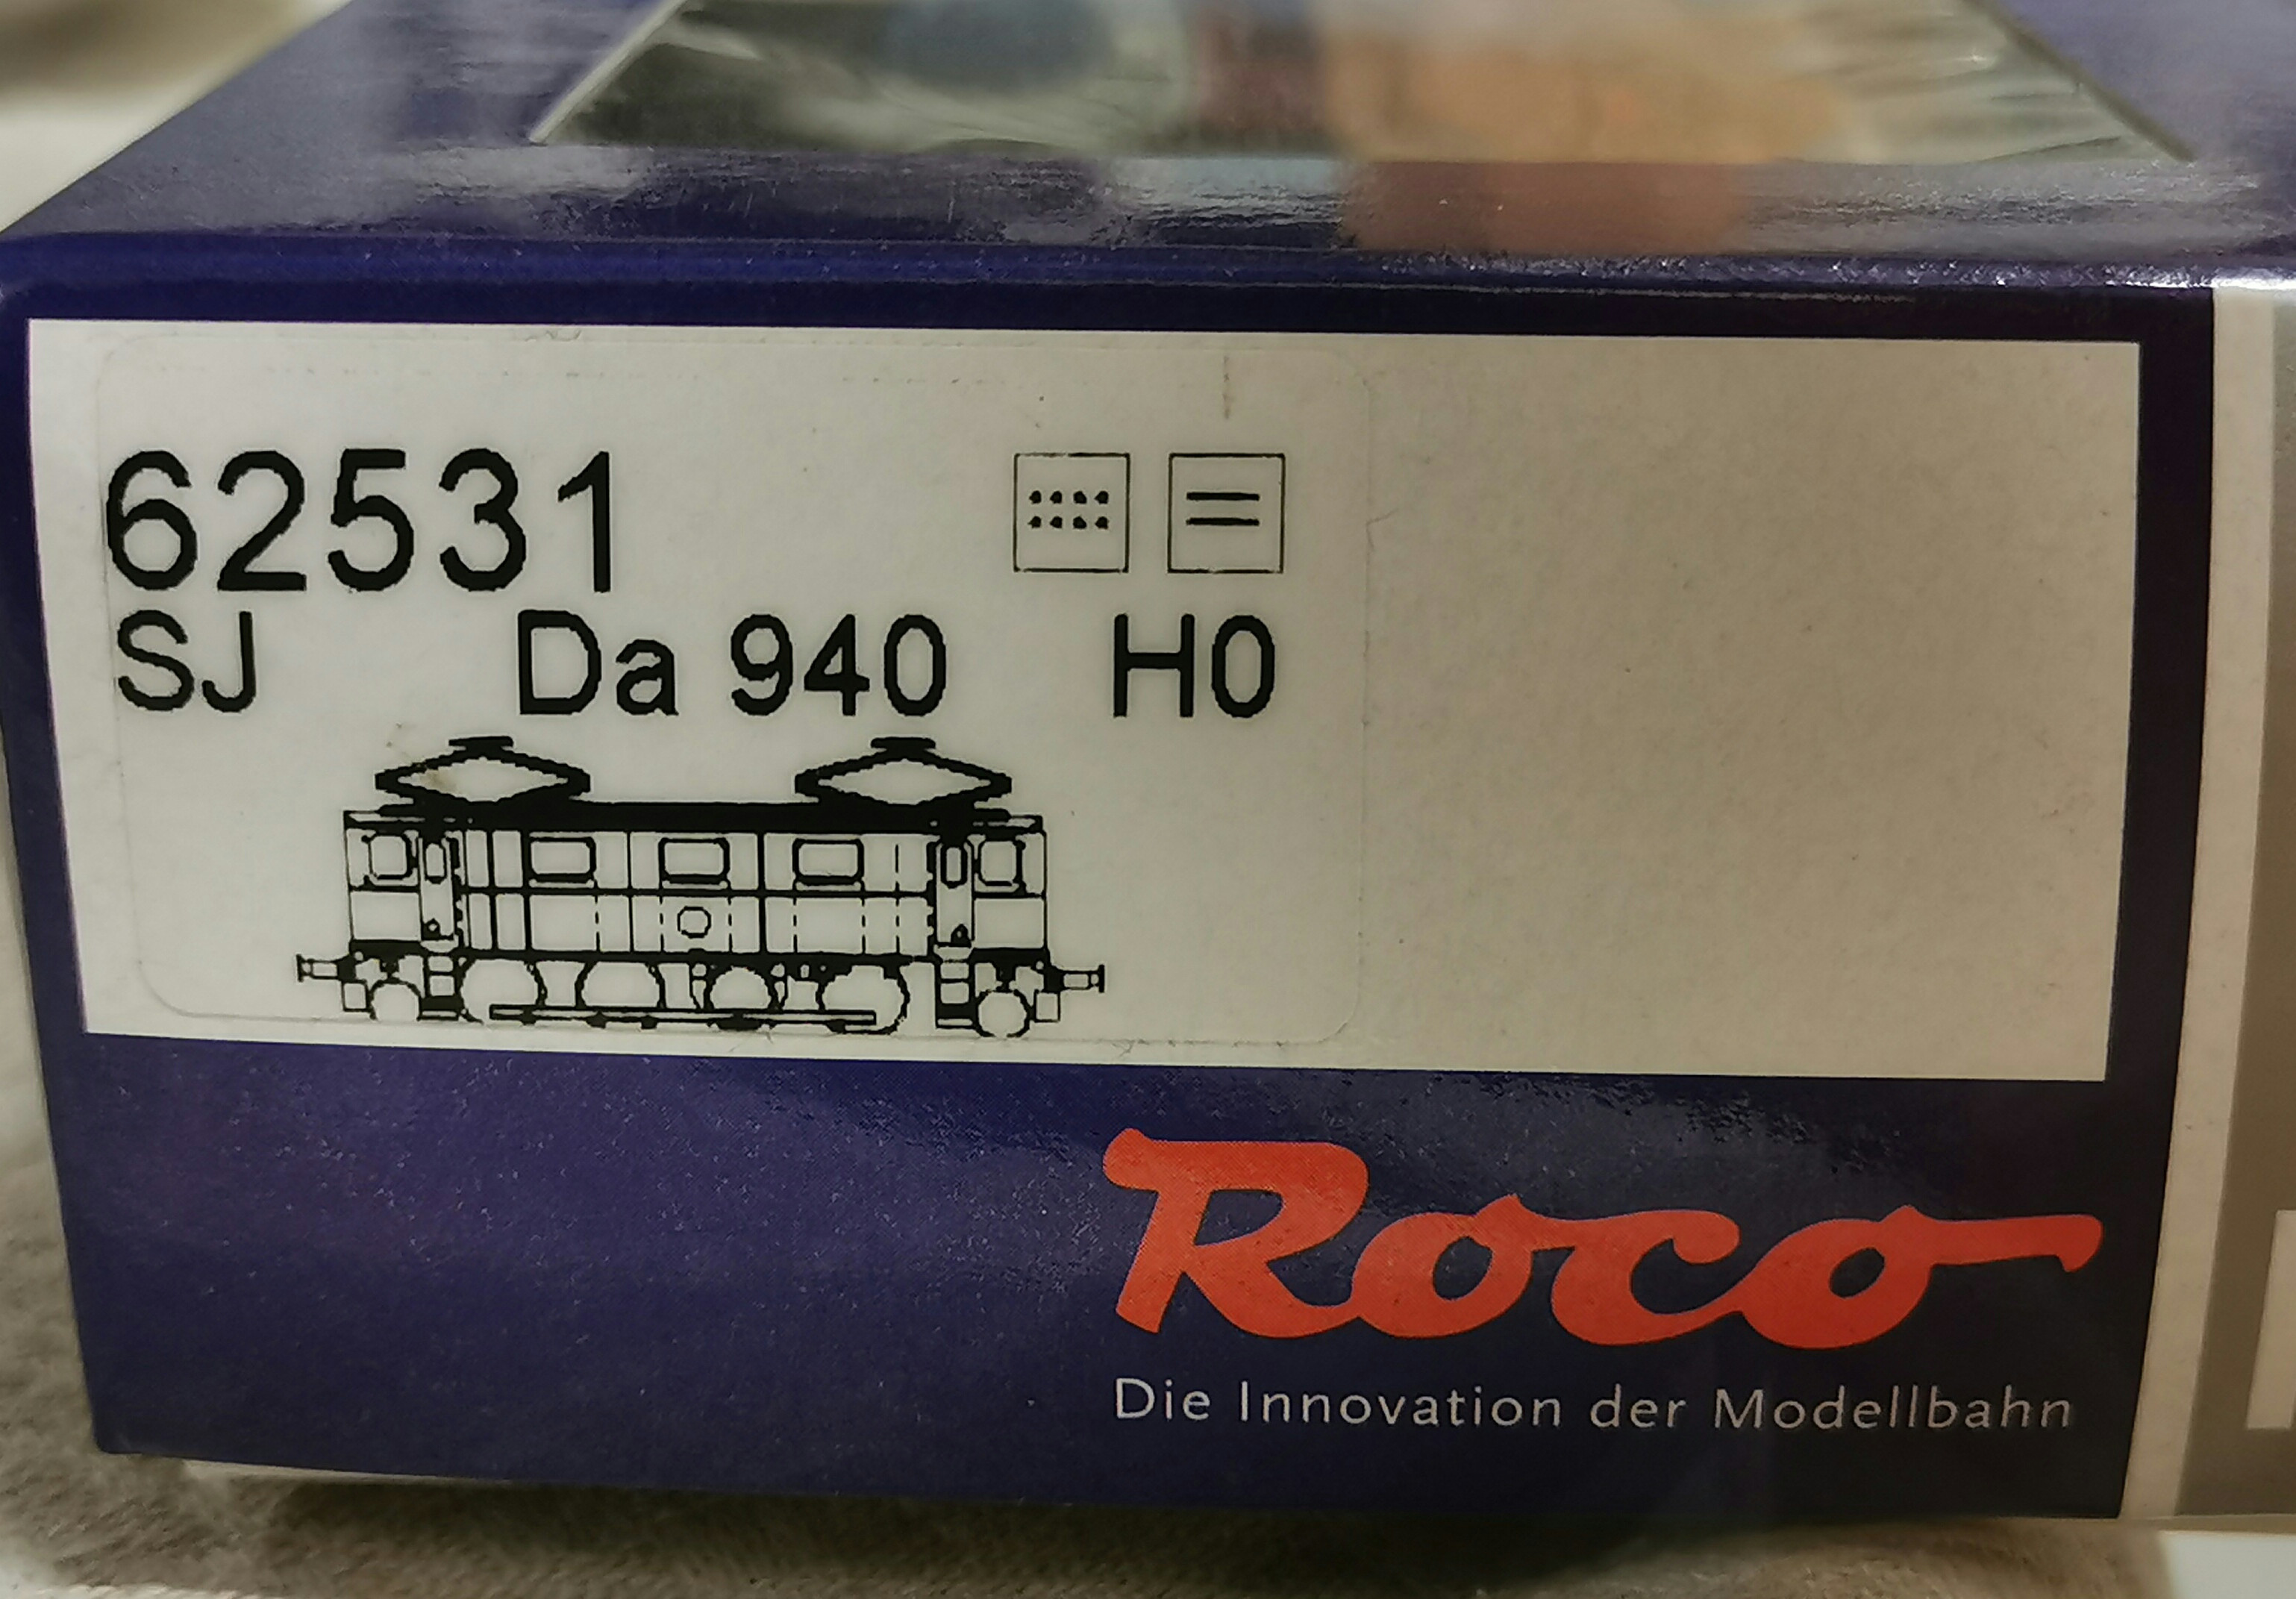 62531
SJ Da 940 H0
Roco
Die Innovation der Modellbahn